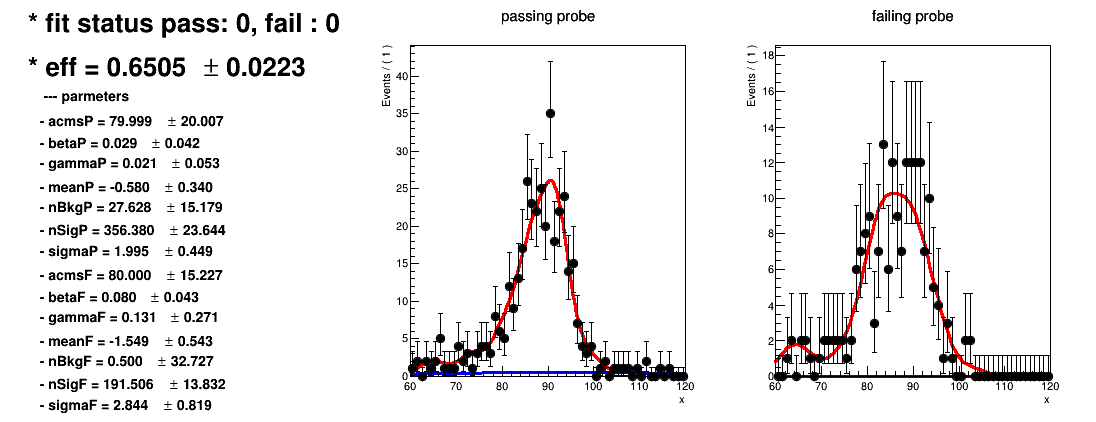 * fit status pass: 0, fail : 0
* eff = 0.6505 ± 0.0223
--- parmeters
- acmsP = 79.999 ± 20.007
- betaP = 0.029 ± 0.042
- gammaP = 0.021 ± 0.053
- meanP = -0.580 ± 0.340
- nBkgP = 27.628 ± 15.179
- nSigP = 356.380 ± 23.644
- sigmaP = 1.995 ± 0.449
- acmsF = 80.000 ± 15.227
- betaF = 0.080 ± 0.043
- gammaF = 0.131 ± 0.271
- meanF = -1.549 ± 0.543
- nBkgF = 0.500 ± 32.727
- nSigF = 191.506 ± 13.832
- sigmaF = 2.844 ± 0.819
passing probe
Events / ( 1 )
40
35
30
25
20
15
10
5
0
60 70 80 90 100 110 120
x
failing probe
Events / ( 1 )
18
16
14
12
10
8
6
4
2
0
60 70 80 90 100 110 120
x